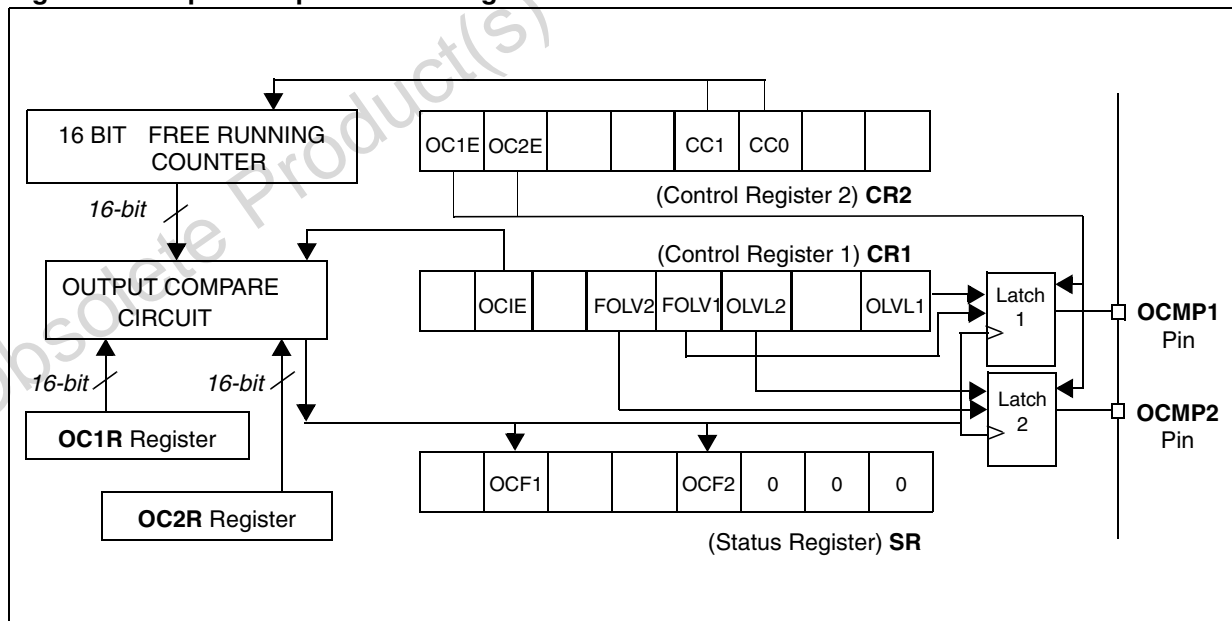 16 BIT FREE RUNNING
COUNTER
16-bit
OC1E OC2E CC1 CC0
(Control Register 2) CR2
(Control Register 1) CR1
OUTPUT COMPARE
CIRCUIT
OCIE FOLV2 FOLV1 OLVL2 OLVL1
Latch
1
OCMP1
Pin
16-bit
16-bit
Latch
2
OCMP2
Pin
OC1R Register
OC2R Register
OCF1 OCF2 0 0 0
(Status Register) SR
Obsolete Product(s)